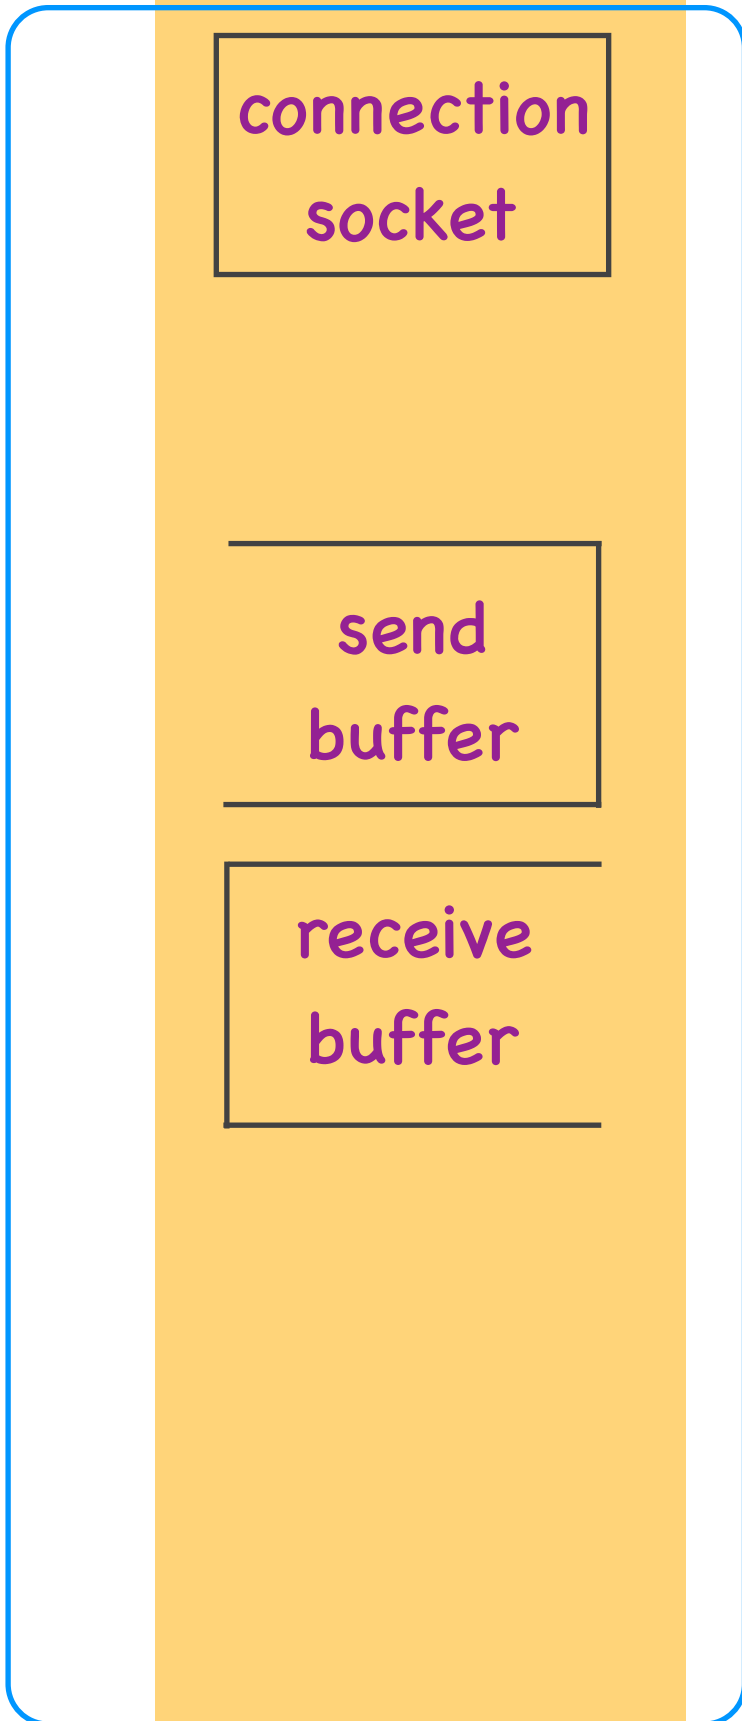 connection
socket
send
buffer
receive
buffer